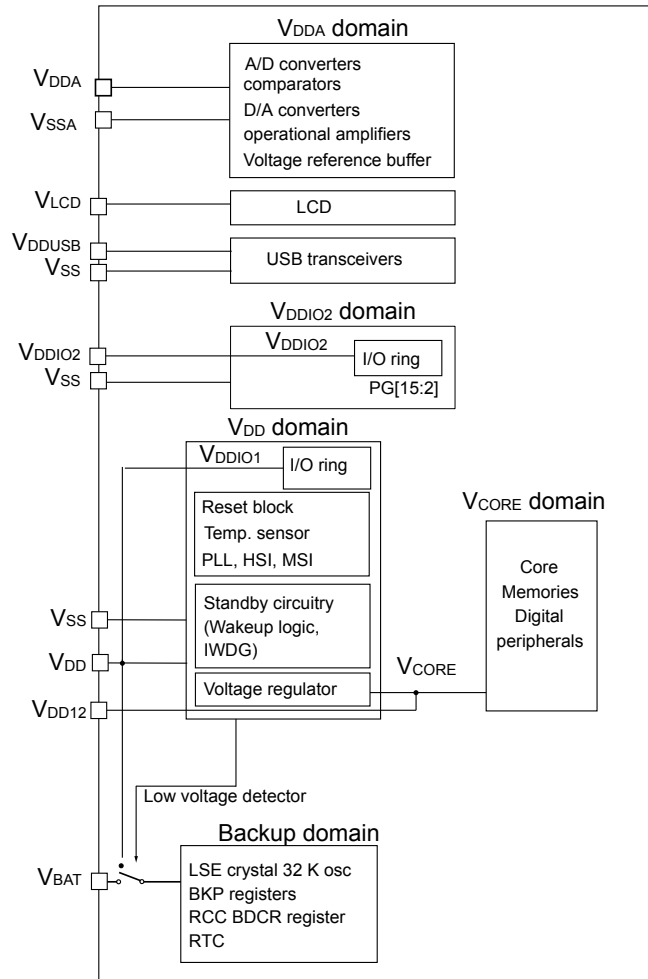 VDDA domain
VDDA
VSSA
A/D converters
comparators
D/A converters
operational amplifiers
Voltage reference buffer
VLCD
LCD
VDDUSB
VSS
USB transceivers
VDDIO2 domain
VDDIO2
VDDIO2
VSS
I/O ring
PG[15:2]
VDD domain
VDDIO1
I/O ring
Reset block
Temp. sensor
PLL, HSI, MSI
Standby circuitry
(Wakeup logic,
IWDG)
Voltage regulator
VSS
VDD
VDD12
VCORE
VCORE domain
Core
Memories
Digital
peripherals
Low voltage detector
Backup domain
VBAT
LSE crystal 32 K osc
BKP registers
RCC BDCR register
RTC